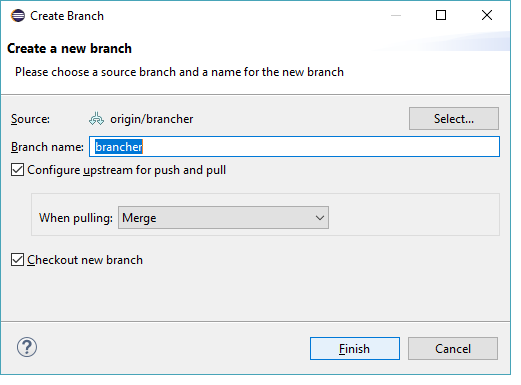 Create Branch
Create a new branch
Please choose a source branch and a name for the new branch
Source: origin/brancher Select...
Branch name: brancher
Configure upstream for push and pull
When pulling: Merge
Checkout new branch
? Finish Cancel